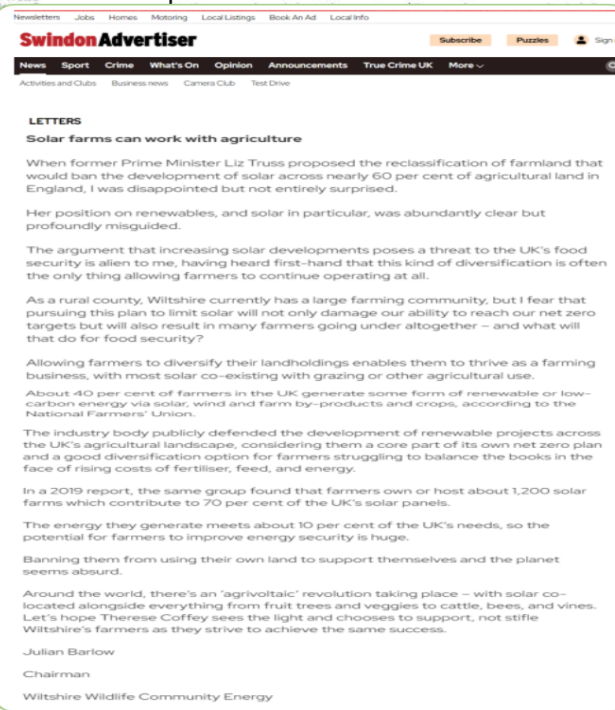 Newsletters Jobs Homes Motoring Local Listings Book An Ad Local Info
Swindon Advertiser
Subscribe Puzzles Sign
News Sport Crime What's On Opinion Announcements True Crime UK More
Activities and Clubs Business news Camera Club Test Drive
LETTERS
Solar farms can work with agriculture
When former Prime Minister Liz Truss proposed the reclassification of farmland that
would ban the development of solar across nearly 60 per cent of agricultural land in
England, I was disappointed but not entirely surprised.
Her position on renewables, and solar in particular, was abundantly clear but
profoundly misguided.
The argument that increasing solar developments poses a threat to the UK's food
security is alien to me, having heard first-hand that this kind of diversification is often
the only thing allowing farmers to continue operating at all.
As a rural county, Wiltshire currently has a large farming community, but I fear that
pursuing this plan to limit solar will not only damage our ability to reach our net zero
targets but will also result in many farmers going under altogether – and what will
that do for food security?
Allowing farmers to diversify their landholdings enables them to thrive as a farming
business, with most solar co-existing with grazing or other agricultural use.
About 40 per cent of farmers in the UK generate some form of renewable or low-
carbon energy via solar, wind and farm by-products and crops, according to the
National Farmers' Union.
The industry body publicly defended the development of renewable projects across
the UK's agricultural landscape, considering them a core part of its own net zero plan
and a good diversification option for farmers struggling to balance the books in the
face of rising costs of fertiliser, feed, and energy.
In a 2019 report, the same group found that farmers own or host about 1,200 solar
farms which contribute to 70 per cent of the UK's solar panels.
The energy they generate meets about 10 per cent of the UK's needs, so the
potential for farmers to improve energy security is huge.
Banning them from using their own land to support themselves and the planet
seems absurd.
Around the world, there's an 'agrivoltaic' revolution taking place – with solar co-
located alongside everything from fruit trees and veggies to cattle, bees, and vines.
Let's hope Therese Coffey sees the light and chooses to support, not stifle
Wiltshire's farmers as they strive to achieve the same success.
Julian Barlow
Chairman
Wiltshire Wildlife Community Energy